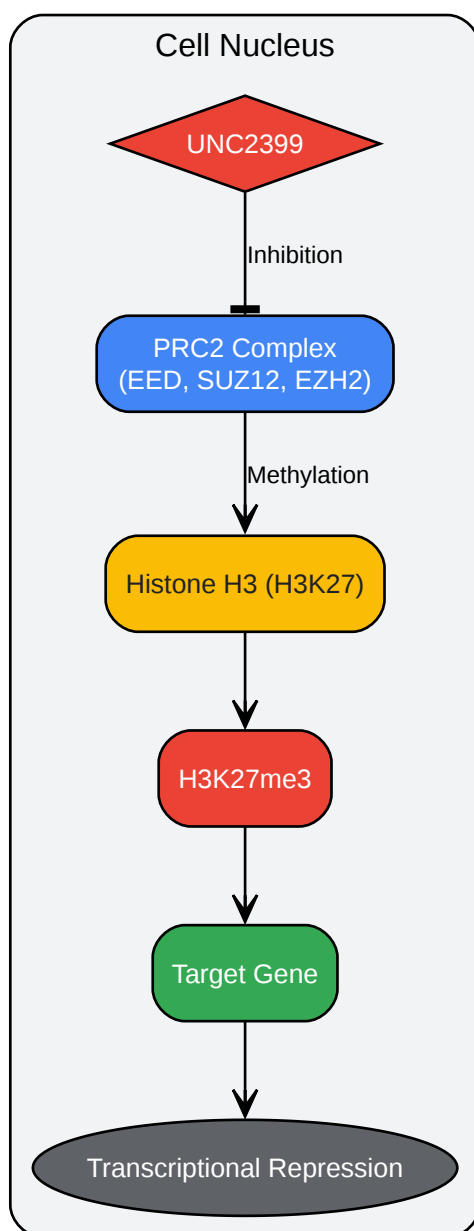 Cell Nucleus
UNC2399
Inhibition
PRC2 Complex
(EED, SUZ12, EZH2)
Methylation
Histone H3 (H3K27)
H3K27me3
Target Gene
Transcriptional Repression